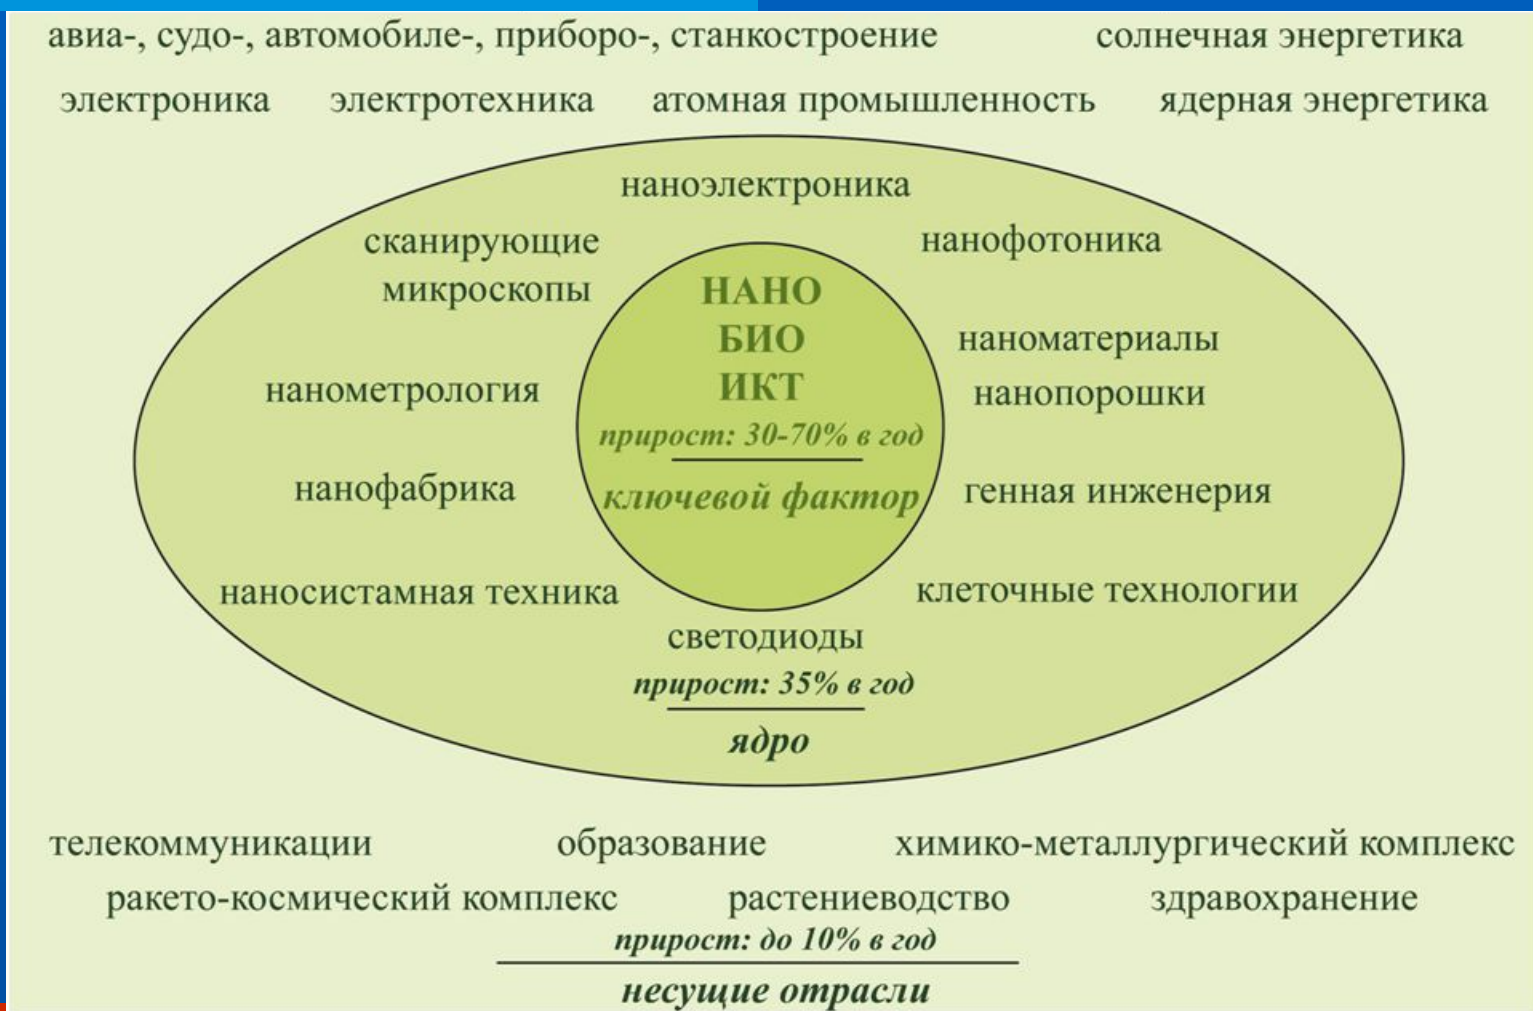 авиа-, судо-, автомобиле-, приборо-, станкостроение солнечная энергетика
электроника электротехника атомная промышленность ядерная энергетика
наноэлектроника
сканирующие
микроскопы
нанофотоника
НАНО
БИО
ИКТ
прирост: 30-70% в год
ключевой фактор
наноматериалы
нанометрология
нанопорошки
нанофабрика
генная инженерия
наносистамная техника
клеточные технологии
светодиоды
прирост: 35% в год
ядро
телекоммуникации образование химико-металлургический комплекс
ракето-космический комплекс растениеводство здравохранение
прирост: до 10% в год
несущие отрасли